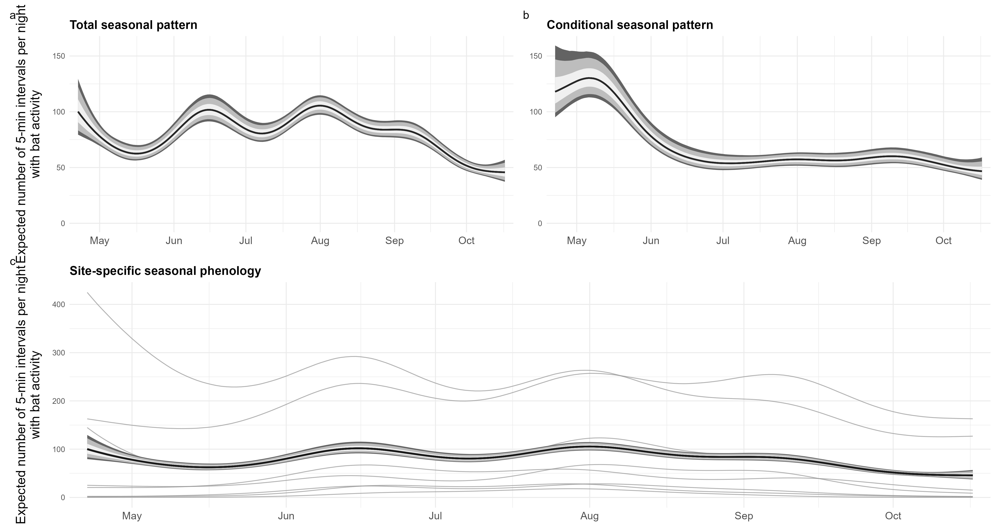 a
Expected number of 5-min intervals per night
with bat activity
Total seasonal pattern
150
100
50
0
May Jun Jul Aug Sep Oct
b
Conditional seasonal pattern
150
100
50
0
May Jun Jul Aug Sep Oct
c
Expected number of 5-min intervals per night
with bat activity
Site-specific seasonal phenology
400
300
200
100
0
May Jun Jul Aug Sep Oct